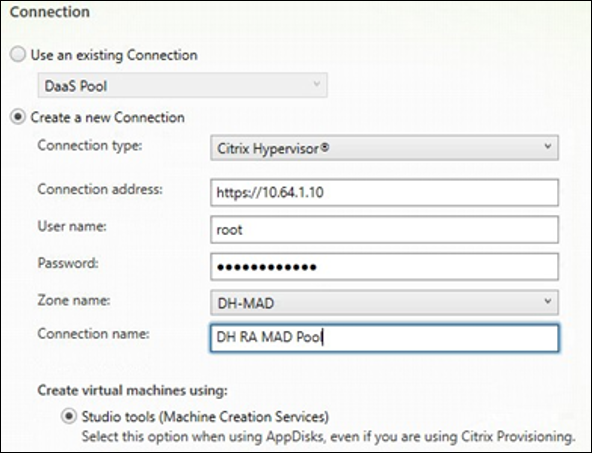 Connection
Use an existing Connection
DaaS Pool
Create a new Connection
Connection type: Citrix Hypervisor®
Connection address: https://10.64.1.10
User name: root
Password: ●●●●●●●●●●●●
Zone name: DH-MAD
Connection name: DH RA MAD Pool
Create virtual machines using:
Studio tools (Machine Creation Services)
Select this option when using AppDisks, even if you are using Citrix Provisioning.